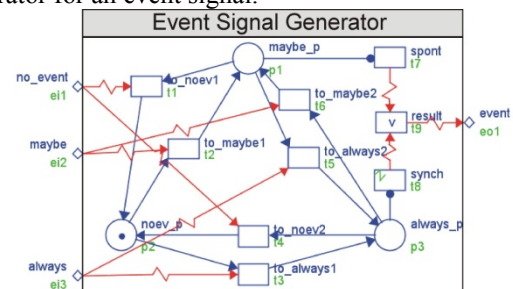 rator for an event signal.
Event Signal Generator
maybe_p
p1
spont
t7
no_event
ei1
to_noev1
t1
to_maybe2
t6
result
t9
v
event
eo1
maybe
ei2
to_maybe1
t2
to_always2
t5
synch
t8
noev_p
p2
to_noev2
t4
always_p
p3
always
ei3
to_always1
t3